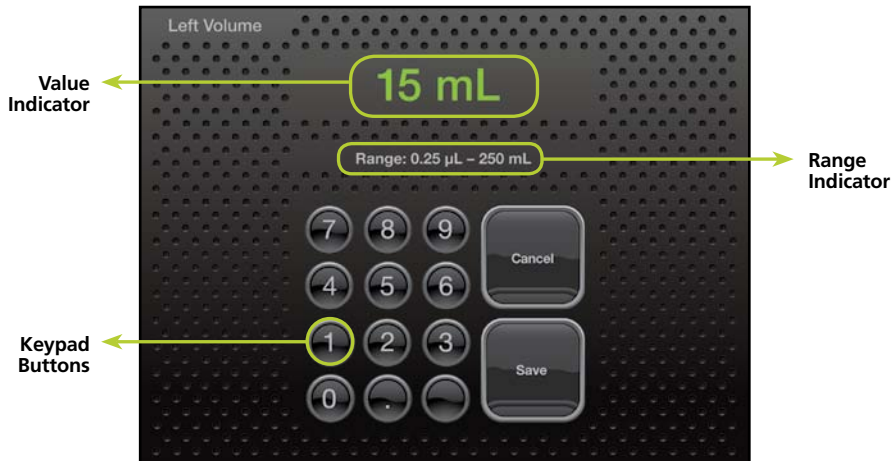 Left Volume
15 mL
Value
Indicator
Range: 0.25 µL – 250 mL
Range
Indicator
7 8 9
Cancel
4 5 6
1 2 3
Keypad
Buttons
Save
0 .